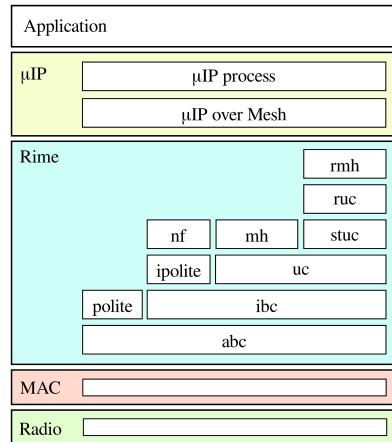 Application
µIP
µIP process
µIP over Mesh
Rime
rmh
ruc
nf mh stuc
ipolite uc
polite ibc
abc
MAC
Radio